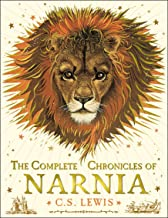 THE COMPLETE CHRONICLES OF
NARNIA
C.S. LEWIS